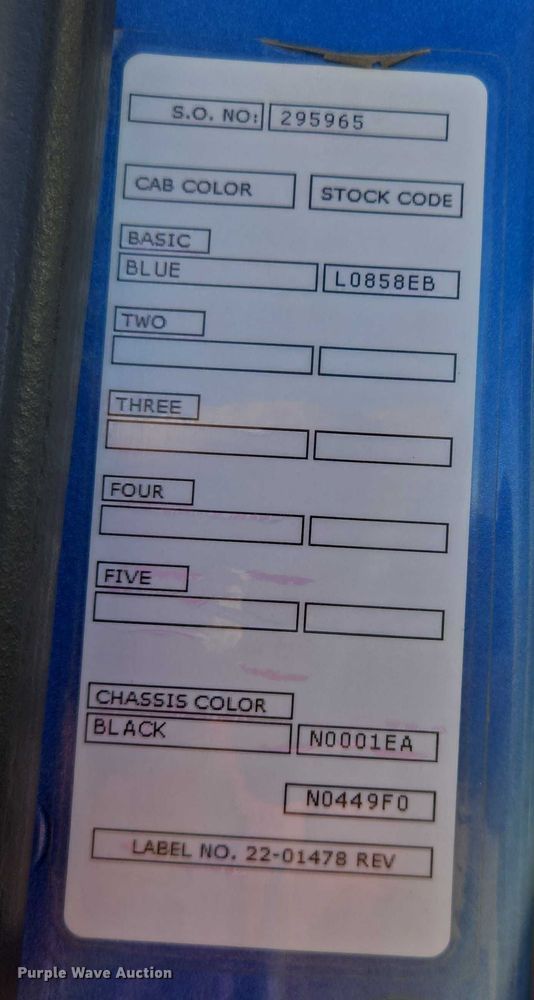 S.O. NO: 295965
CAB COLOR STOCK CODE
BASIC
BLUE L0858EB
TWO
THREE
FOUR
FIVE
CHASSIS COLOR
BLACK N0001EA
N0449F0
LABEL NO. 22-01478 REV
Purple Wave Auction